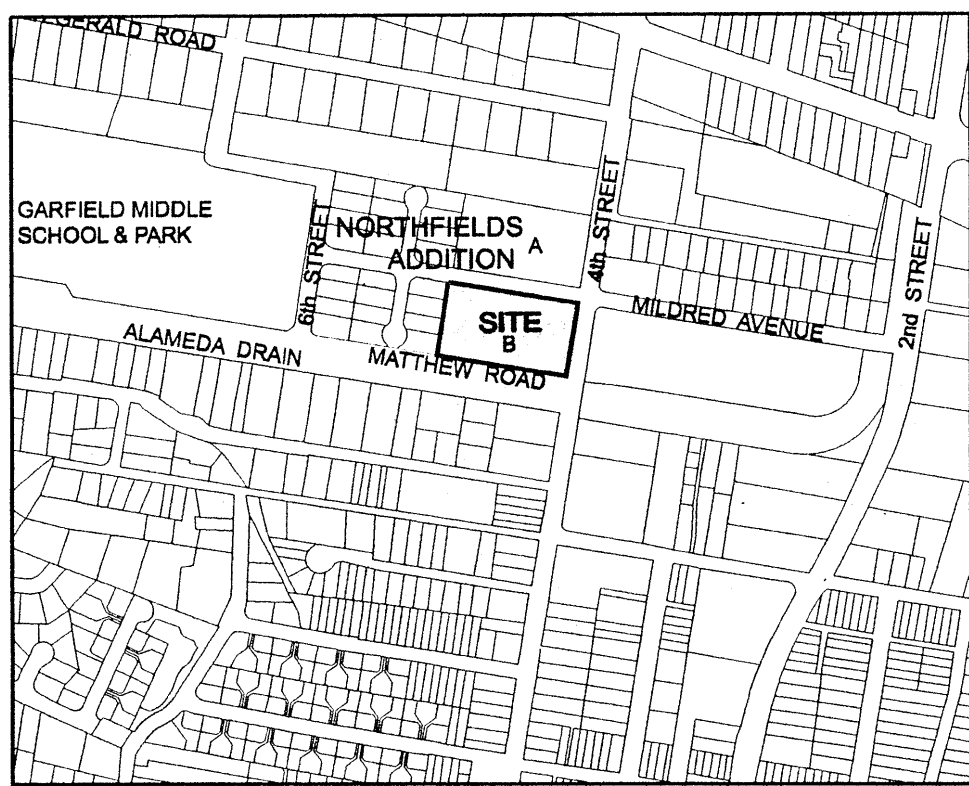 GERALD ROAD
GARFIELD MIDDLE
SCHOOL & PARK
6th STREET
NORTHFIELDS
ADDITION
A
4th STREET
2nd STREET
MILDRED AVENUE
SITE
B
ALAMEDA DRAIN
MATTHEW ROAD